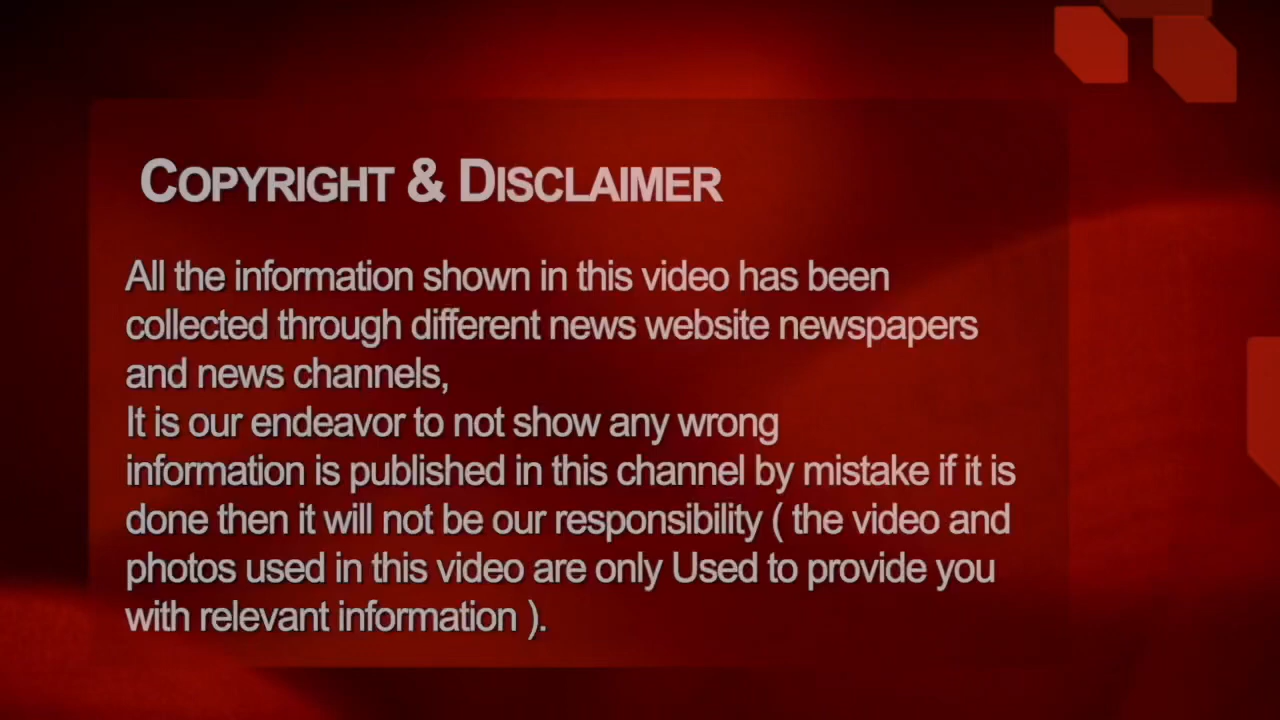 COPYRIGHT & DISCLAIMER
All the information shown in this video has been
collected through different news website newspapers
and news channels,
It is our endeavor to not show any wrong
information is published in this channel by mistake if it is
done then it will not be our responsibility ( the video and
photos used in this video are only Used to provide you
with relevant information ).